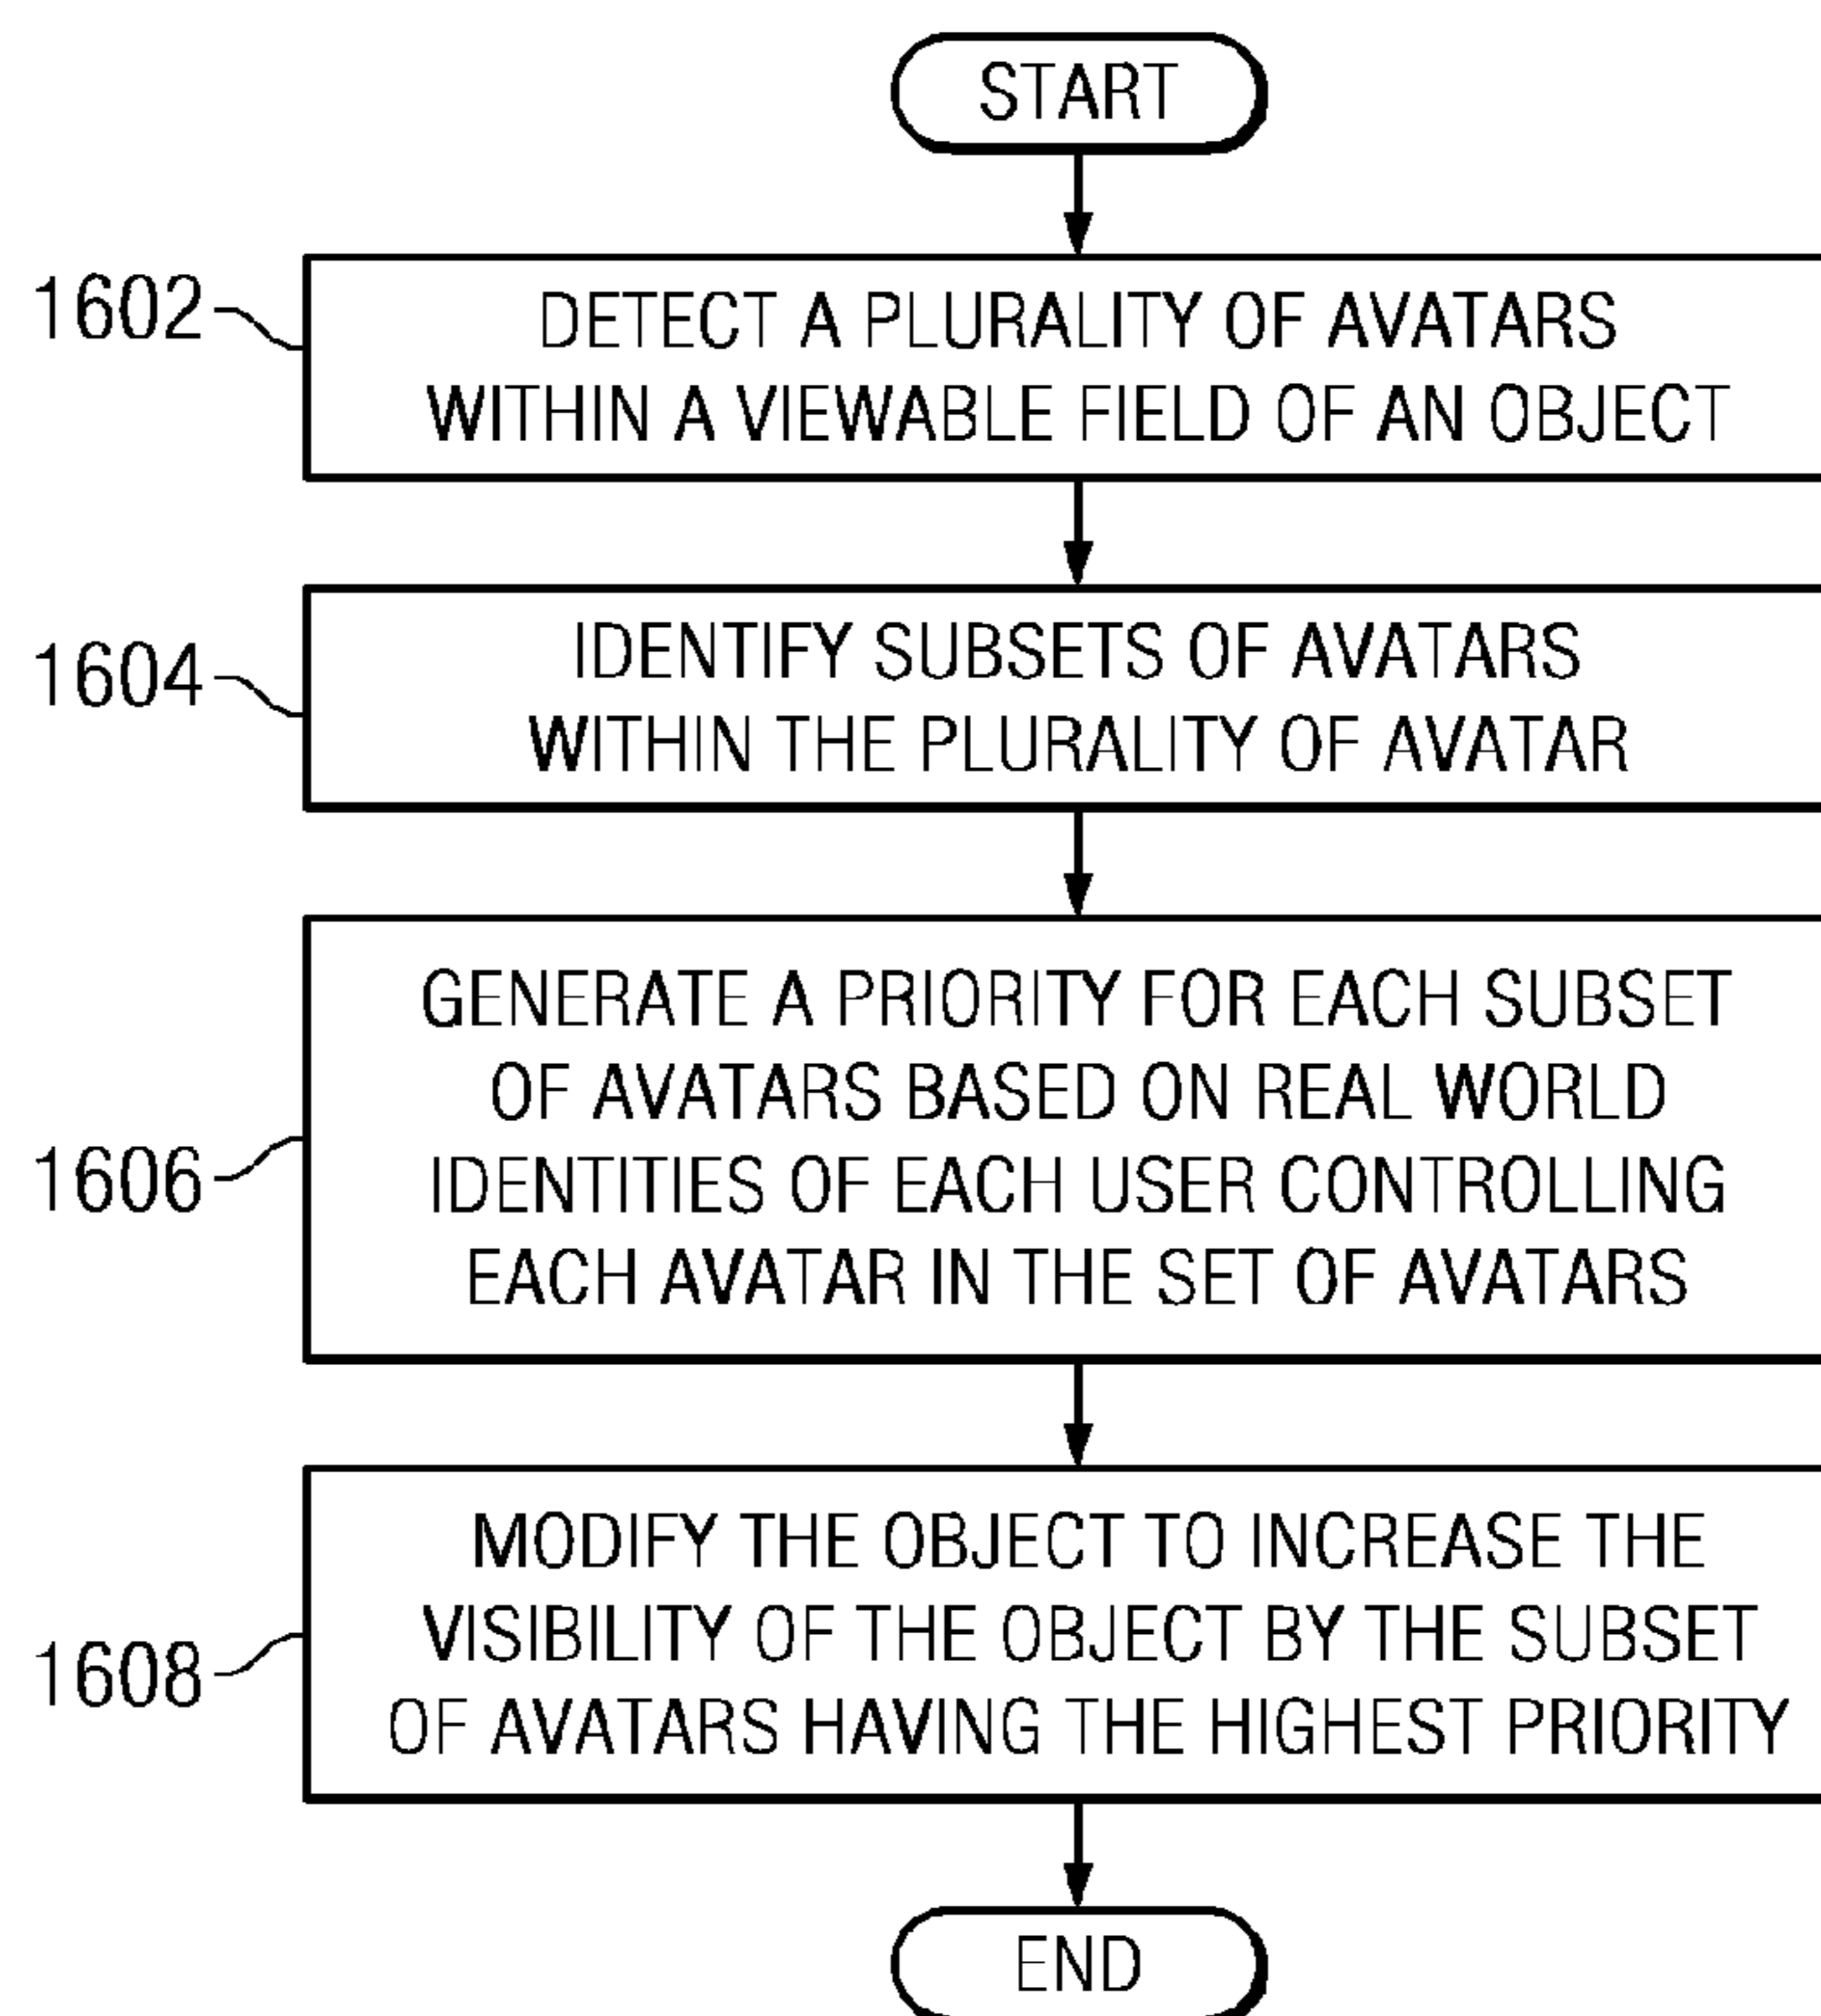 START
1602
DETECT A PLURALITY OF AVATARS
WITHIN A VIEWABLE FIELD OF AN OBJECT
1604
IDENTIFY SUBSETS OF AVATARS
WITHIN THE PLURALITY OF AVATAR
1606
GENERATE A PRIORITY FOR EACH SUBSET
OF AVATARS BASED ON REAL WORLD
IDENTITIES OF EACH USER CONTROLLING
EACH AVATAR IN THE SET OF AVATARS
1608
MODIFY THE OBJECT TO INCREASE THE
VISIBILITY OF THE OBJECT BY THE SUBSET
OF AVATARS HAVING THE HIGHEST PRIORITY
END